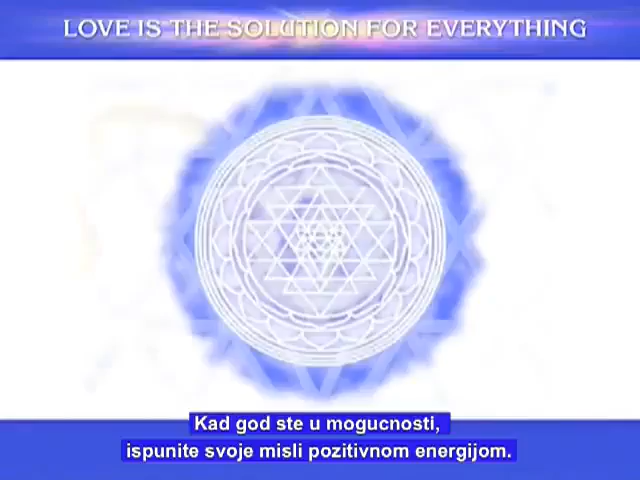 LOVE IS THE SOLUTION FOR EVERYTHING
Kad god ste u mogucnosti,
ispunite svoje misli pozitivnom energijom.